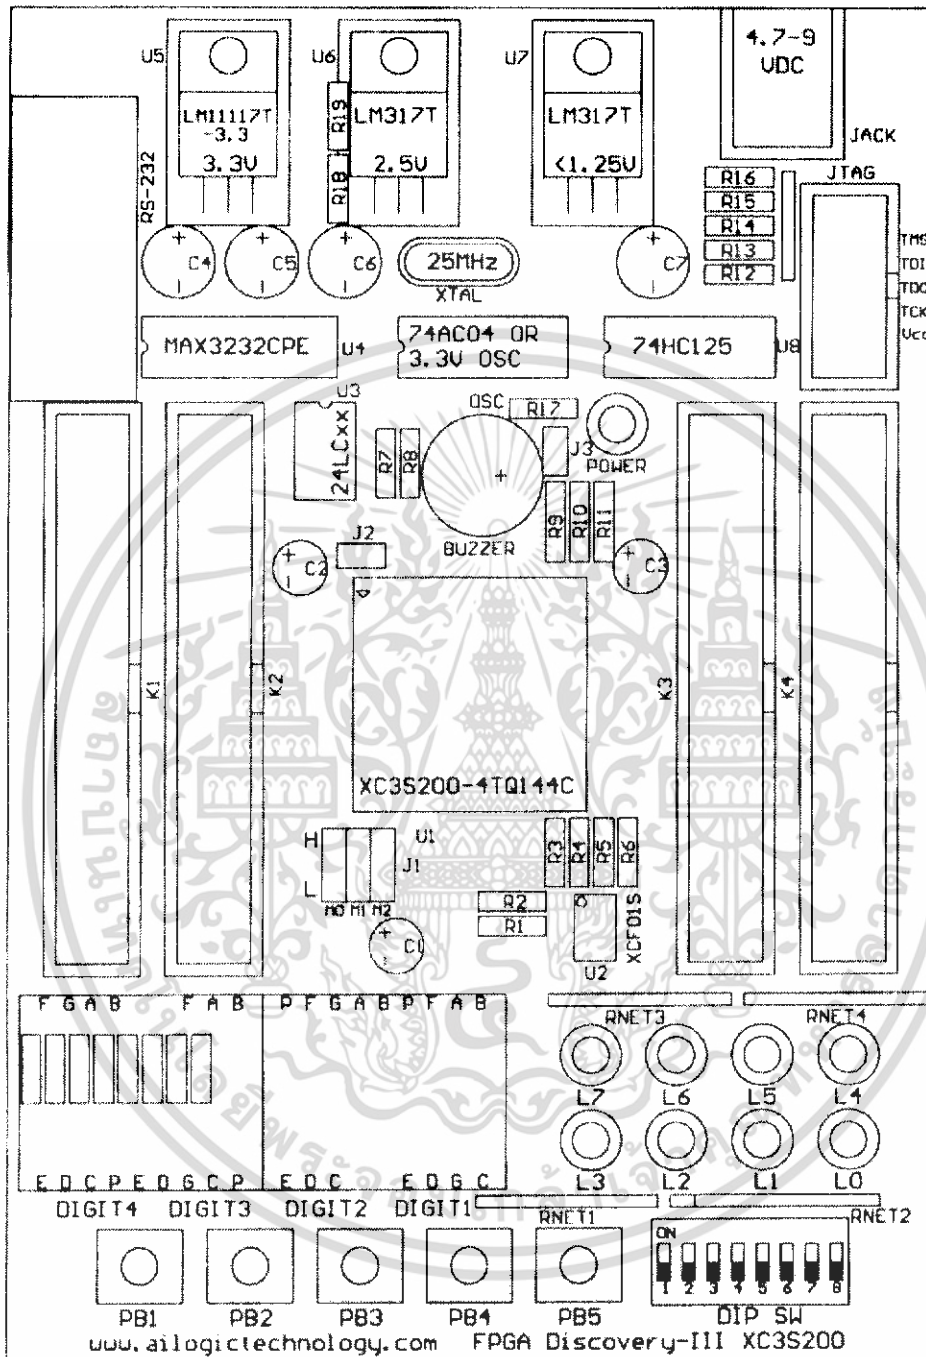 U5
LM11117T
-3.3
3.3V
U6
R19
R18
LM317T
2.5V
U7
LM317T
<1.25V
4.7-9
VDC
JACK
RS-232
C4
C5
C6
25MHz
XTAL
C7
R16
R15
R14
R13
R12
JTAG
TDI
TCK
MAX3232CPE
U4
74AC04 OR
3.3V OSC
74HC125
U8
U3
24LCxx
R7
R8
OSC
R17
J3
POWER
BUZZER
R9
R10
R11
J2
C2
C3
K1
K2
K3
K4
XC3S200-4TQ144C
U1
H
L
J1
M0 M1 M2
C1
R3
R4
R5
R6
R2
R1
XCF01S
U2
F G A B F A B P F G A B P F A B
E D C P E D G C P E D C E D G C
DIGIT4 DIGIT3 DIGIT2 DIGIT1
RNET3 RNET4
L7 L6 L5 L4
L3 L2 L1 L0
RNET1 RNET2
ON
1 2 3 4 5 6 7 8
PB1 PB2 PB3 PB4 PB5 DIP SW
www.ailogictechnology.com FPGA Discovery-III XC3S200